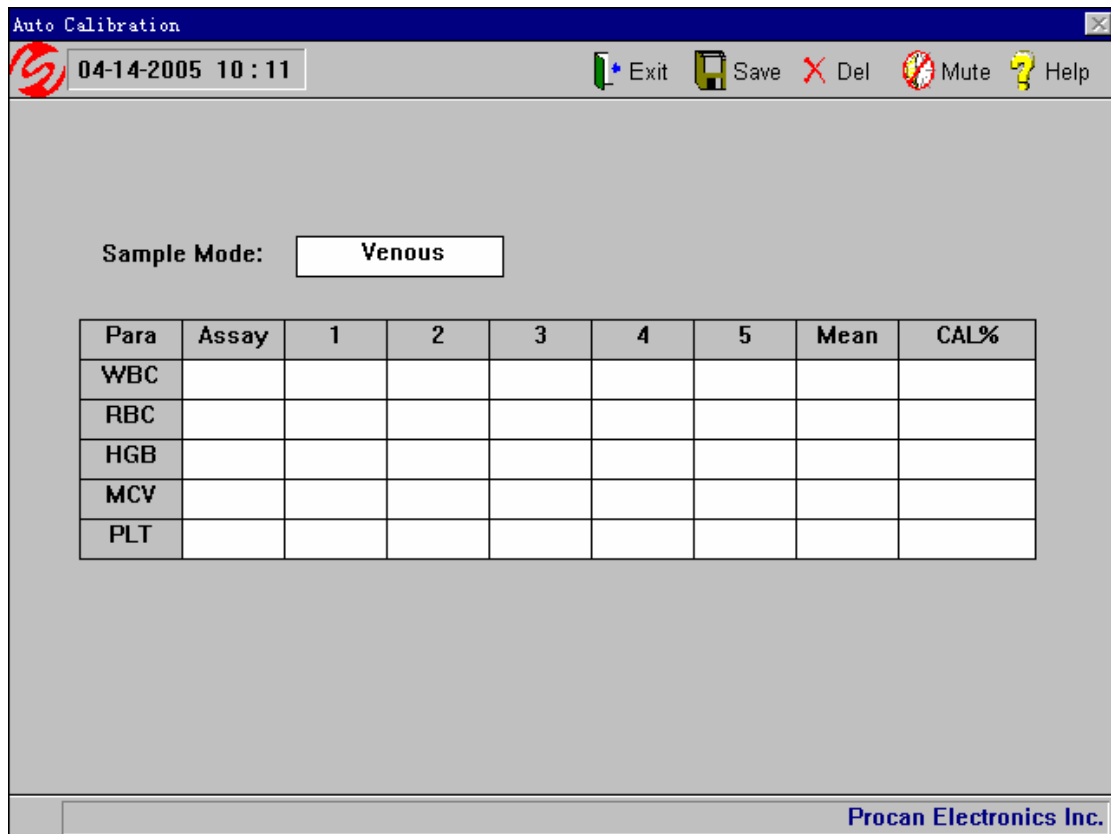 Auto Calibration
04-14-2005 10 : 11 Exit Save Del Mute Help
Sample Mode: Venous
Para Assay 1 2 3 4 5 Mean CAL%
WBC
RBC
HGB
MCV
PLT
Procan Electronics Inc.